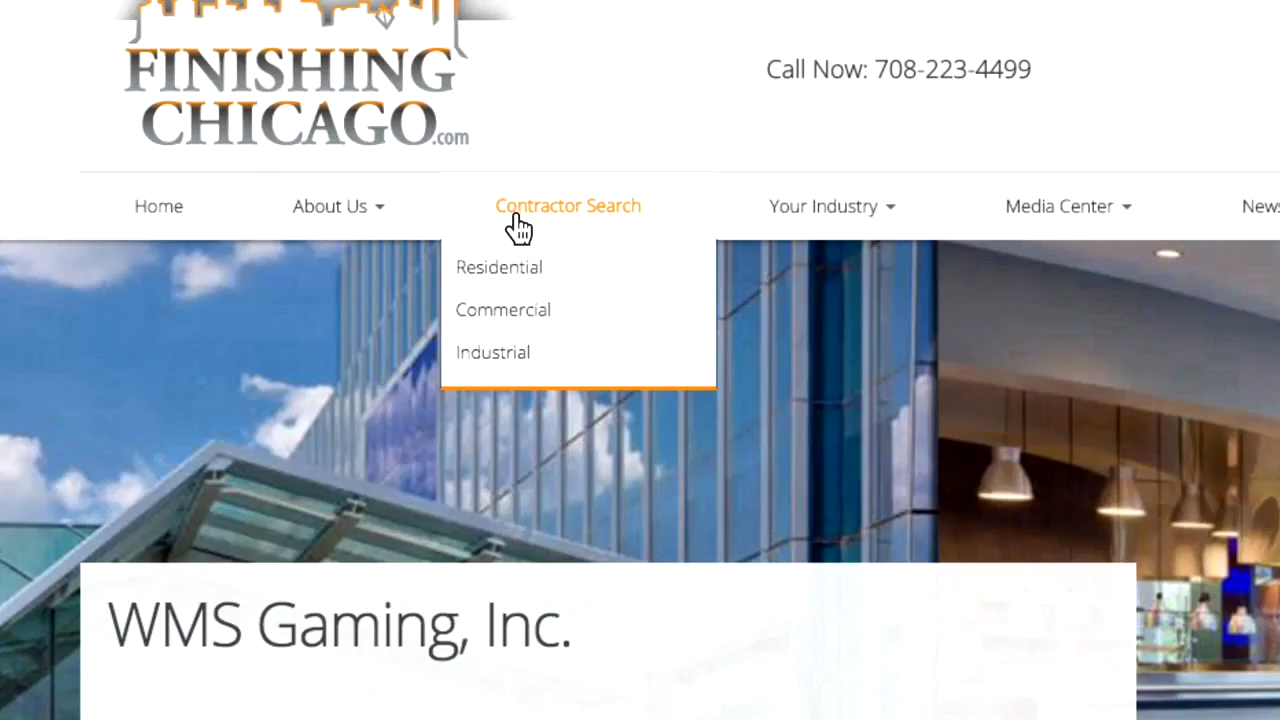 FINISHING
CHICAGO.com
Call Now: 708-223-4499
Home
About Us
Contractor Search
Your Industry
Media Center
News
Residential
Commercial
Industrial
WMS Gaming, Inc.